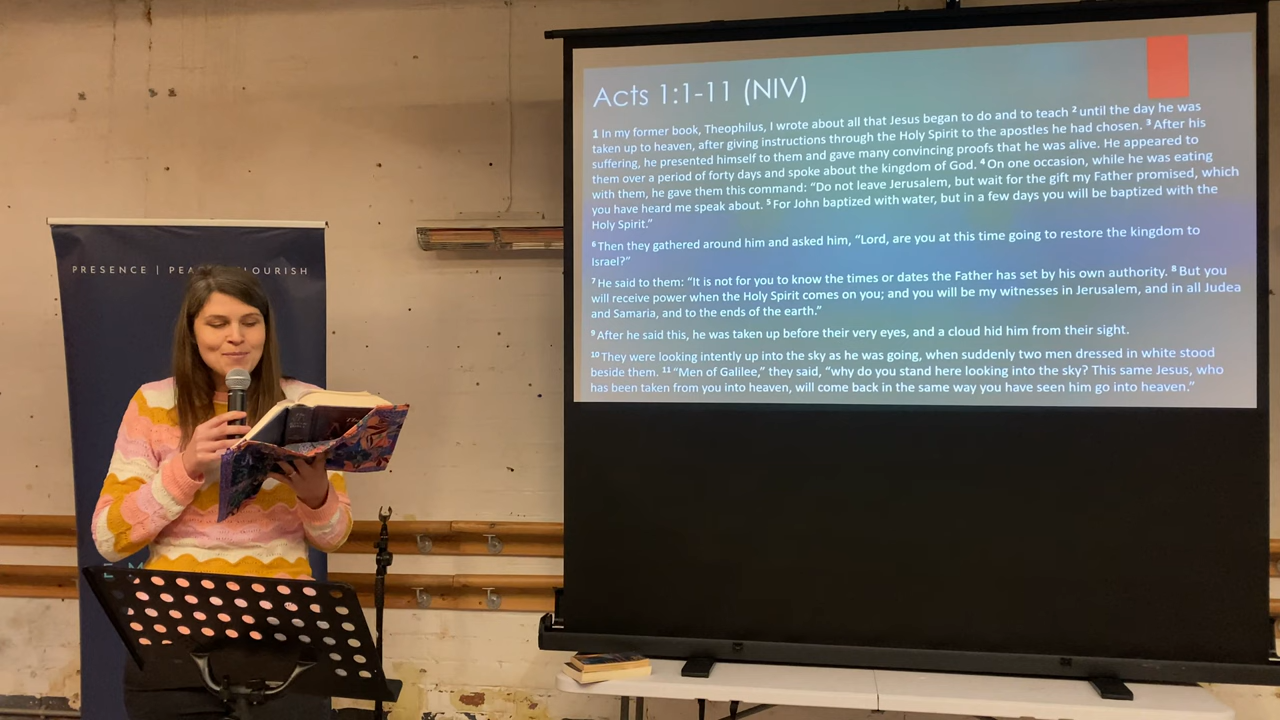 Acts 1:1-11 (NIV)
1 In my former book, Theophilus, I wrote about all that Jesus began to do and to teach 2 until the day he was
taken up to heaven, after giving instructions through the Holy Spirit to the apostles he had chosen. 3 After his
suffering, he presented himself to them and gave many convincing proofs that he was alive. He appeared to
them over a period of forty days and spoke about the kingdom of God. 4 On one occasion, while he was eating
with them, he gave them this command: “Do not leave Jerusalem, but wait for the gift my Father promised, which
you have heard me speak about. 5 For John baptized with water, but in a few days you will be baptized with the
Holy Spirit.”
6 Then they gathered around him and asked him, “Lord, are you at this time going to restore the kingdom to
Israel?”
7 He said to them: “It is not for you to know the times or dates the Father has set by his own authority. 8 But you
will receive power when the Holy Spirit comes on you; and you will be my witnesses in Jerusalem, and in all Judea
and Samaria, and to the ends of the earth.”
9 After he said this, he was taken up before their very eyes, and a cloud hid him from their sight.
10 They were looking intently up into the sky as he was going, when suddenly two men dressed in white stood
beside them. 11 “Men of Galilee,” they said, “why do you stand here looking into the sky? This same Jesus, who
has been taken from you into heaven, will come back in the same way you have seen him go into heaven.”
PRESENCE |